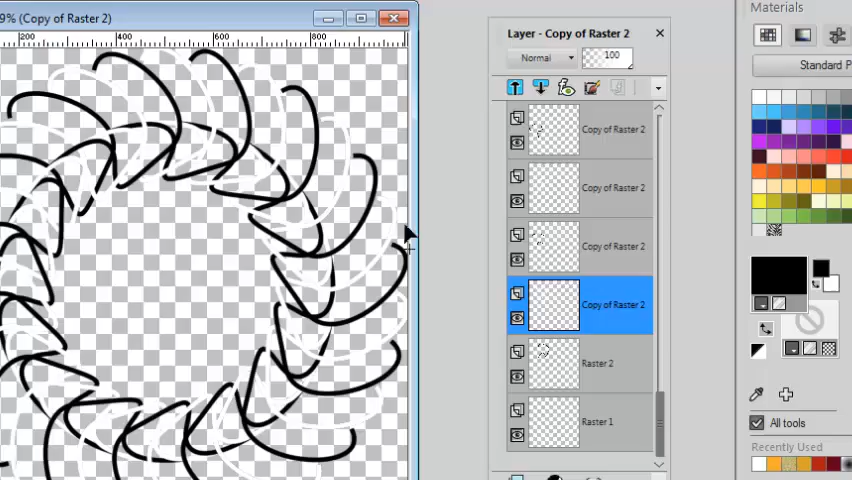 9% (Copy of Raster 2)
200
400
600
800
Layer - Copy of Raster 2
Normal
100
Copy of Raster 2
Copy of Raster 2
Copy of Raster 2
Copy of Raster 2
Raster 2
Raster 1
Materials
Standard P
All tools
Recently Used